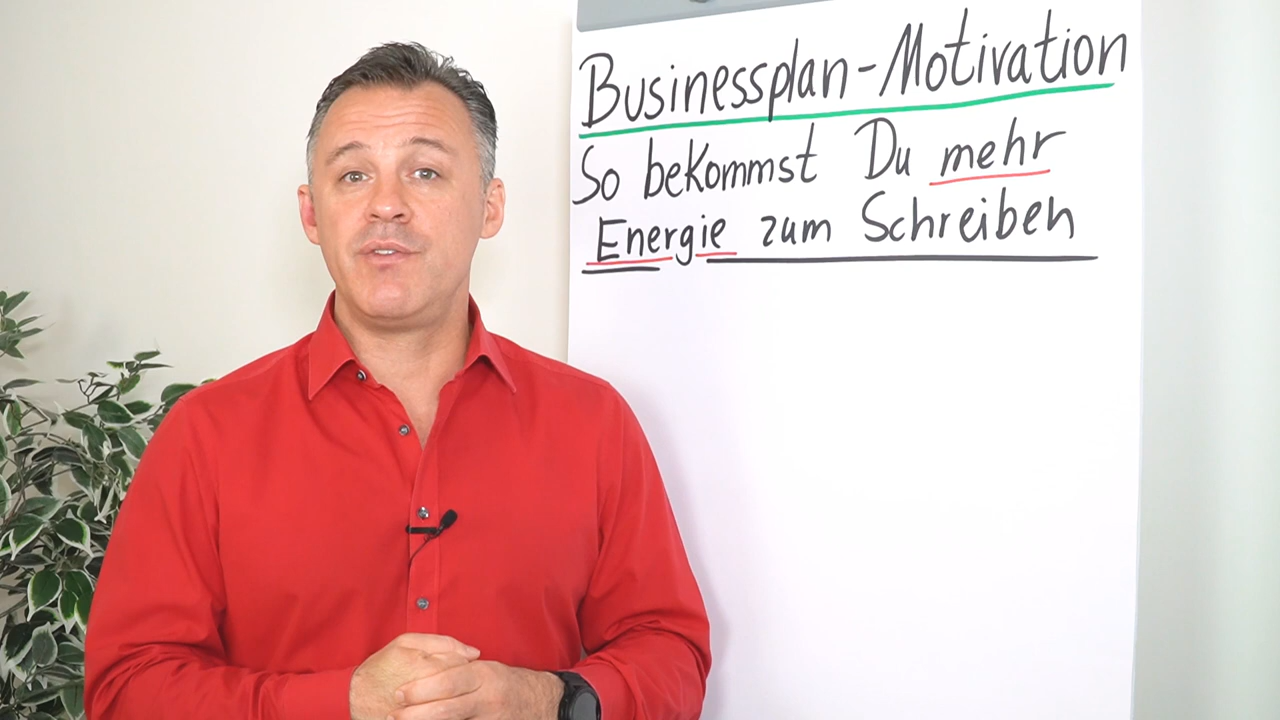 Businessplan-Motivation
So bekommst Du mehr
Energie zum Schreiben